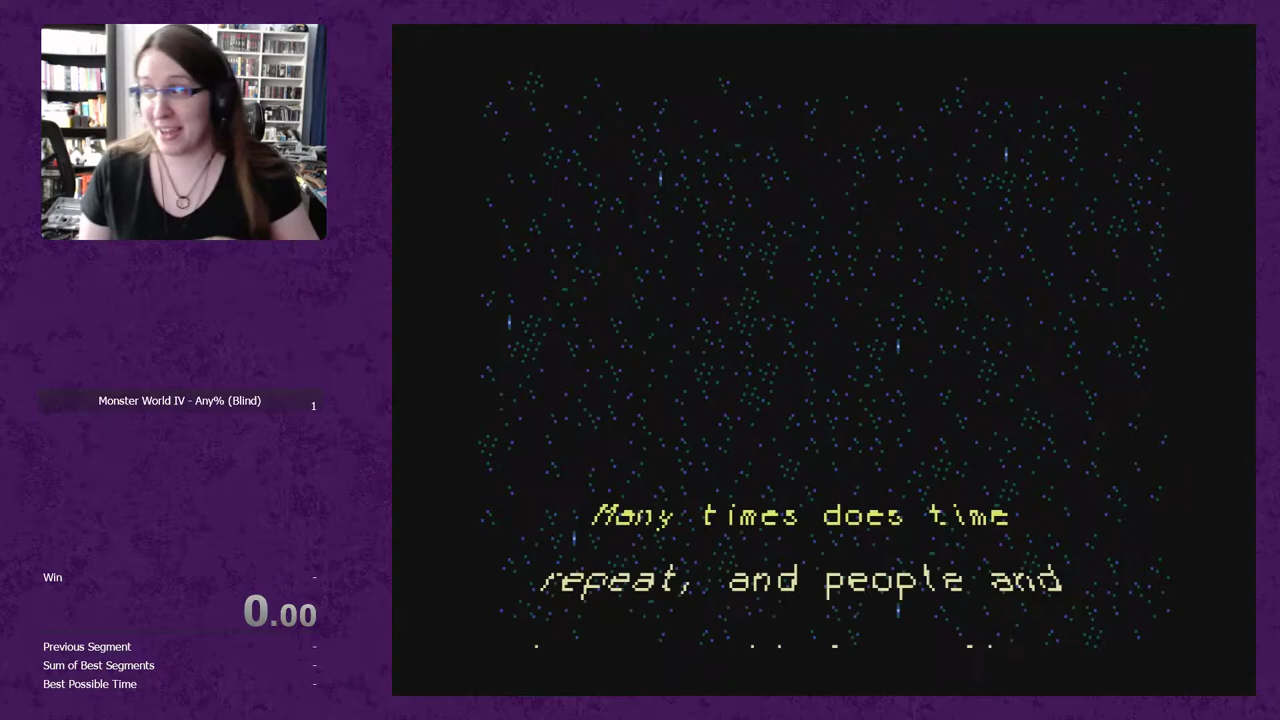 Monster World IV - Any% (Blind)
1
Many times does time
repeat, and people and
Win -
0.00
Previous Segment -
Sum of Best Segments -
Best Possible Time -